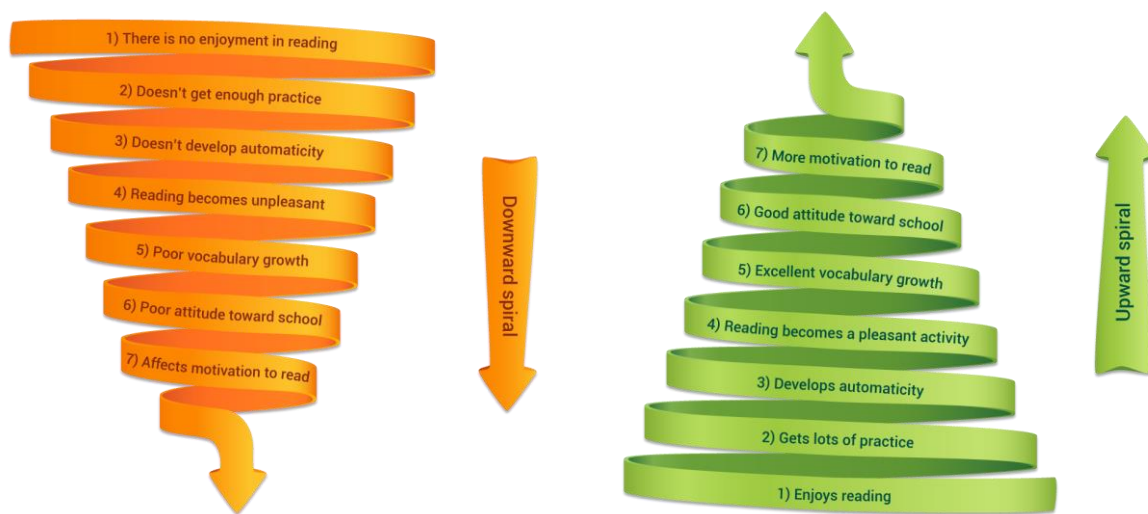 1) There is no enjoyment in reading
2) Doesn't get enough practice
3) Doesn't develop automaticity
4) Reading becomes unpleasant
5) Poor vocabulary growth
6) Poor attitude toward school
7) Affects motivation to read
Downward spiral
7) More motivation to read
6) Good attitude toward school
5) Excellent vocabulary growth
4) Reading becomes a pleasant activity
3) Develops automaticity
2) Gets lots of practice
1) Enjoys reading
Upward spiral